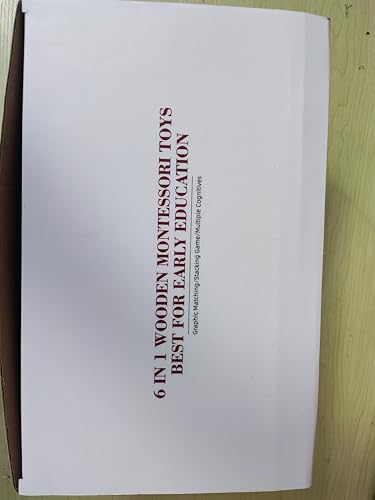 6 IN 1 WOODEN MONTESSORI TOYS
BEST FOR EARLY EDUCATION
Graphic Matching/Stacking Game/Multiple Cognitives